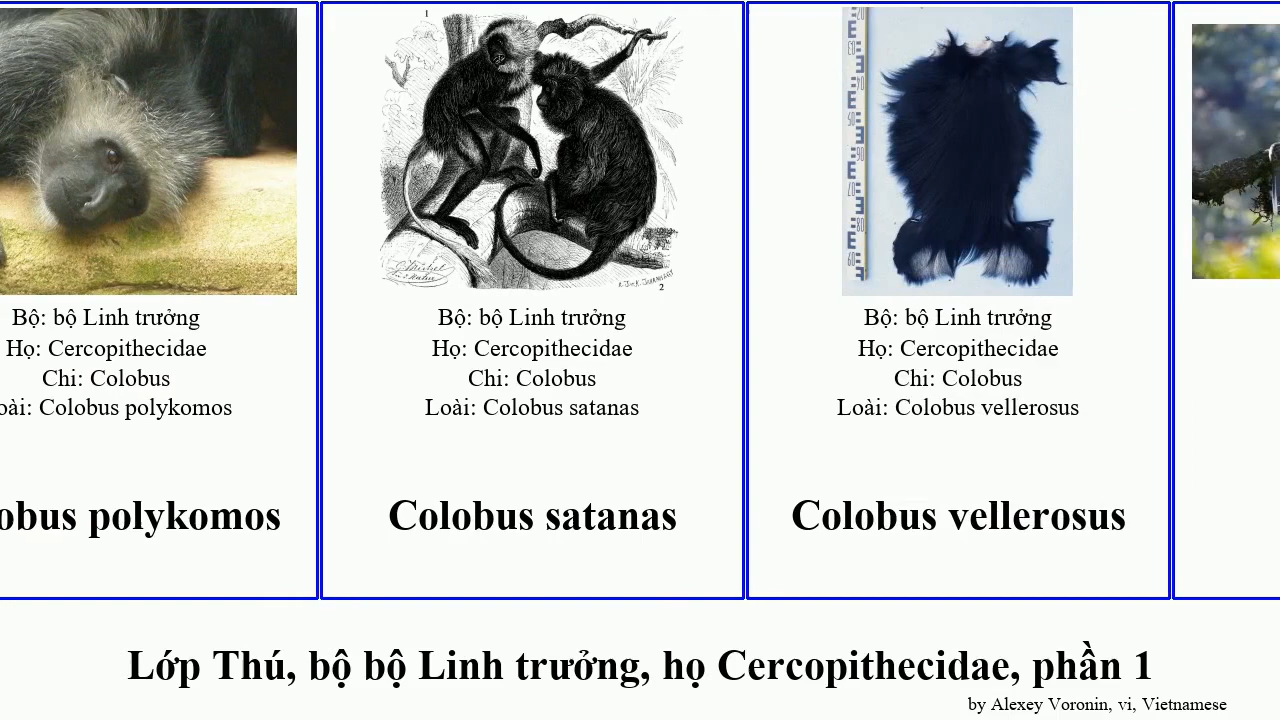 Bộ: bộ Linh trưởng
Họ: Cercopithecidae
Chi: Colobus
oài: Colobus polykomos
obus polykomos
1
2
Bộ: bộ Linh trưởng
Họ: Cercopithecidae
Chi: Colobus
Loài: Colobus satanas
Colobus satanas
Bộ: bộ Linh trưởng
Họ: Cercopithecidae
Chi: Colobus
Loài: Colobus vellerosus
Colobus vellerosus
Lớp Thú, bộ bộ Linh trưởng, họ Cercopithecidae, phần 1
by Alexey Voronin, vi, Vietnamese